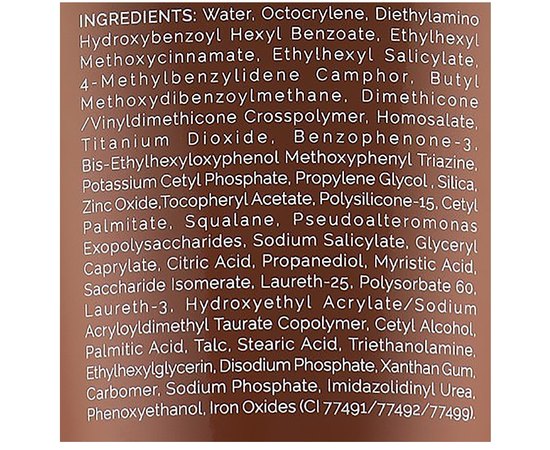 INGREDIENTS: Water, Octocrylene, Diethylamino
Hydroxybenzoyl Hexyl Benzoate, Ethylhexyl
Methoxycinnamate, Ethylhexyl Salicylate,
4-Methylbenzylidene Camphor, Butyl
Methoxydibenzoylmethane, Dimethicone
/Vinyldimethicone Crosspolymer, Homosalate,
Titanium Dioxide, Benzophenone-3,
Bis-Ethylhexyloxyphenol Methoxyphenyl Triazine,
Potassium Cetyl Phosphate, Propylene Glycol , Silica,
Zinc Oxide,Tocopheryl Acetate, Polysilicone-15, Cetyl
Palmitate, Squalane, Pseudoalteromonas
Exopolysaccharides, Sodium Salicylate, Glyceryl
Caprylate, Citric Acid, Propanediol, Myristic Acid,
Saccharide Isomerate, Laureth-25, Polysorbate 60,
Laureth-3, Hydroxyethyl Acrylate/Sodium
Acryloyldimethyl Taurate Copolymer, Cetyl Alcohol,
Palmitic Acid, Talc, Stearic Acid, Triethanolamine,
Ethylhexylglycerin, Disodium Phosphate, Xanthan Gum,
Carbomer, Sodium Phosphate, Imidazolidinyl Urea,
Phenoxyethanol, Iron Oxides (CI 77491/77492/77499).